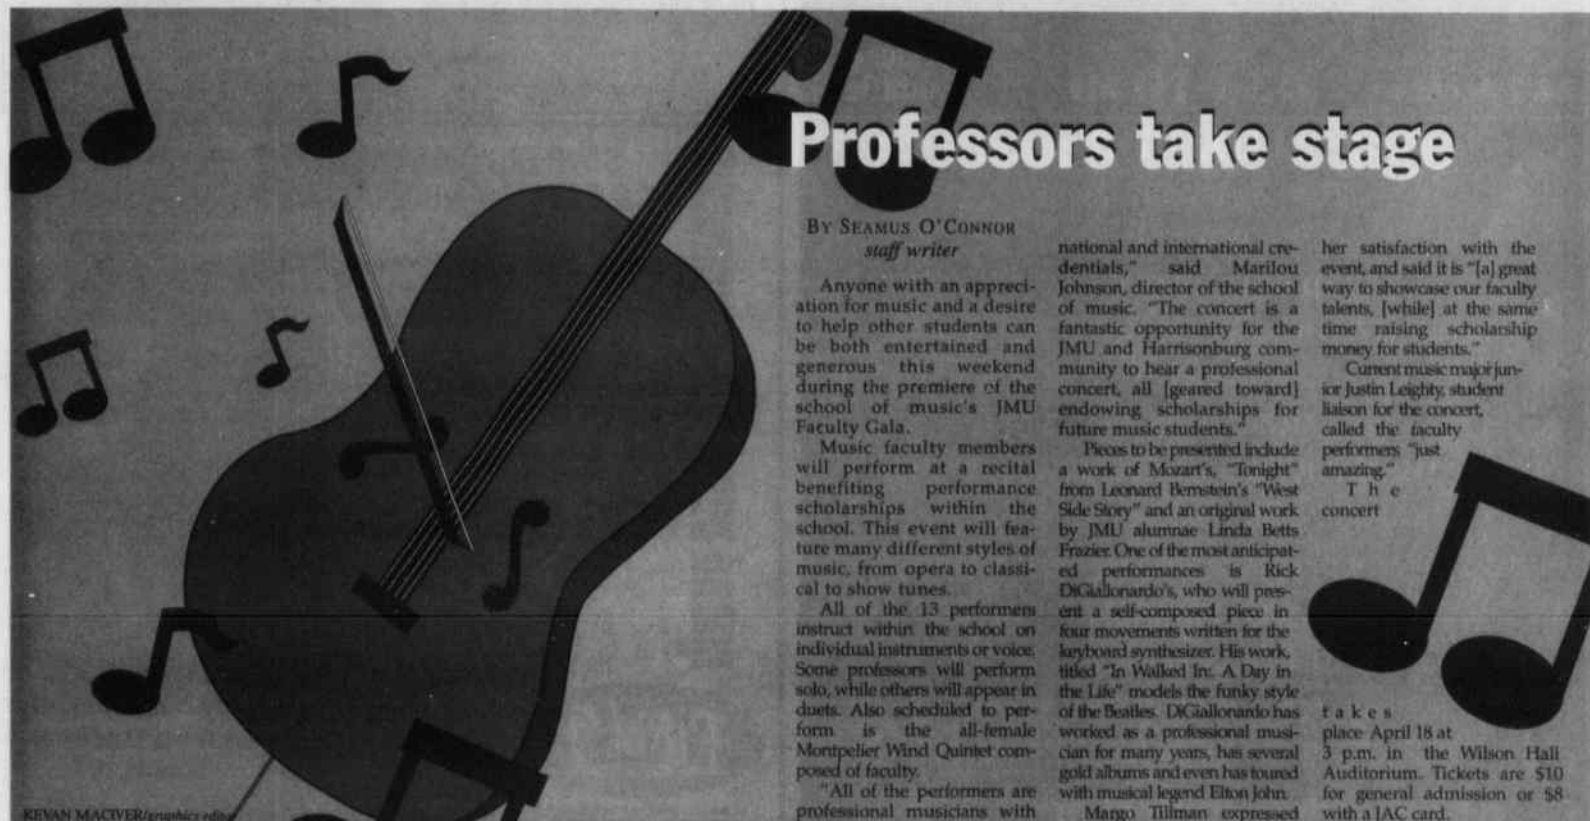 Professors take stage
BY SEAMUS O'CONNOR
staff writer
Anyone with an appreci-
ation for music and a desire
to help other students can
be both entertained and
generous this weekend
during the premiere of the
school of music's JMU
Faculty Gala.
Music faculty members
will perform at a recital
benefiting performance
scholarships within the
school. This event will fea-
ture many different styles of
music, from opera to classi-
cal to show tunes.
All of the 13 performers
instruct within the school on
individual instruments or voice.
Some professors will perform
solo, while others will appear in
duets. Also scheduled to per-
form is the all-female
Montpelier Wind Quintet com-
posed of faculty.
"All of the performers are
professional musicians with
national and international cre-
dentials," said Marilou
Johnson, director of the school
of music. "The concert is a
fantastic opportunity for the
JMU and Harrisonburg com-
munity to hear a professional
concert, all [geared toward]
endowing scholarships for
future music students."
Pieces to be presented include
a work of Mozart's, "Tonight"
from Leonard Bernstein's "West
Side Story" and an original work
by JMU alumnae Linda Betts
Frazier. One of the most anticipat-
ed performances is Rick
DiGiallonardo's, who will pres-
ent a self-composed piece in
four movements written for the
keyboard synthesizer. His work,
titled "In Walked In: A Day in
the Life" models the funky style
of the Beatles. DiGiallonardo has
worked as a professional musi-
cian for many years, has several
gold albums and even has toured
with musical legend Elton John.
Margo Tillman expressed
her satisfaction with the
event, and said it is "[a] great
way to showcase our faculty
talents, [while] at the same
time raising scholarship
money for students."
Current music major jun-
ior Justin Leighty, student
liaison for the concert,
called the faculty
performers "just
amazing."
The
concert
takes
place April 18 at
3 p.m. in the Wilson Hall
Auditorium. Tickets are $10
for general admission or $8
with a JAC card.
KEVAN MACIVER/graphics editor